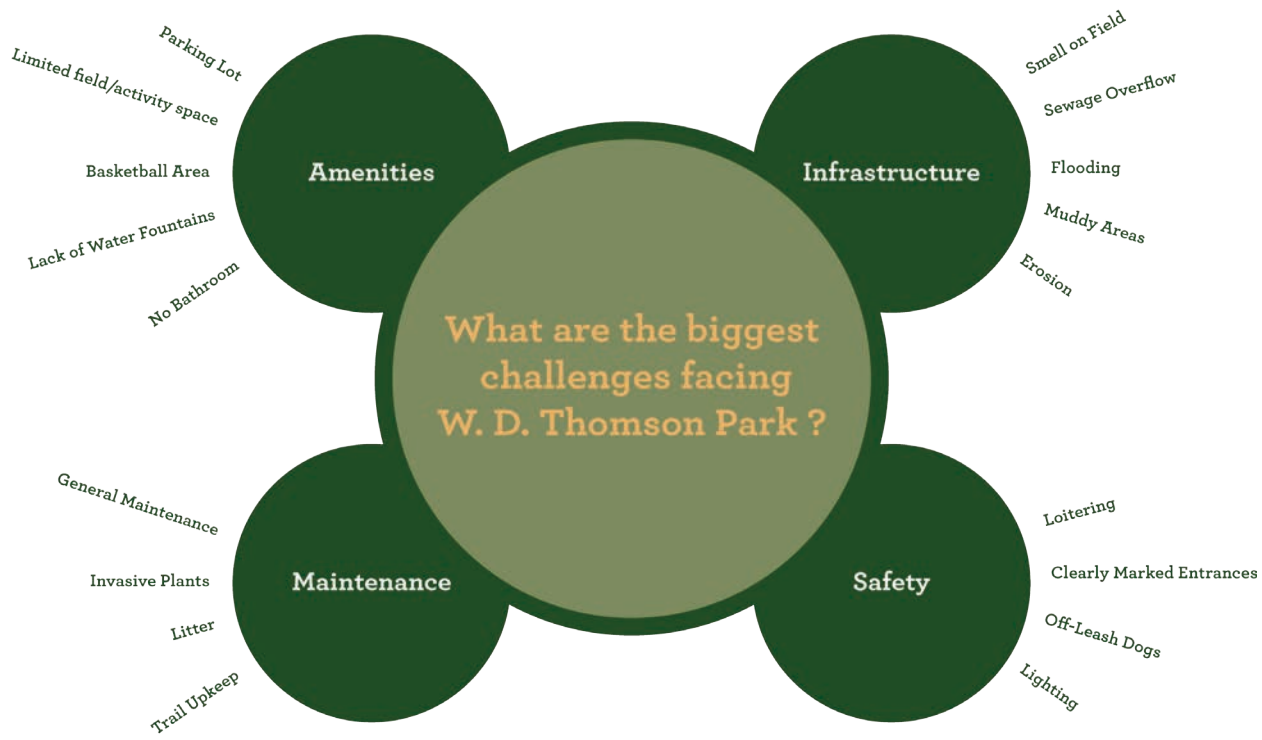 Parking Lot
Limited field/activity space
Basketball Area
Lack of Water Fountains
No Bathroom
Amenities
Infrastructure
Smell on Field
Sewage Overflow
Flooding
Muddy Areas
Erosion
What are the biggest
challenges facing
W. D. Thomson Park ?
General Maintenance
Invasive Plants
Litter
Trail Upkeep
Maintenance
Safety
Loitering
Clearly Marked Entrances
Off-Leash Dogs
Lighting